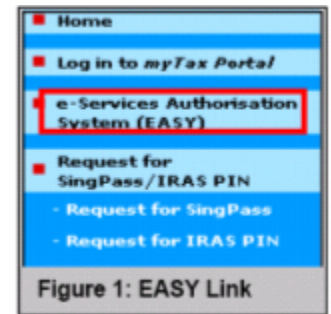 Home
Log in to myTax Portal
e-Services Authorisation
System (EASY)
Request for
SingPass/IRAS PIN
- Request for SingPass
- Request for IRAS PIN
Figure 1: EASY Link